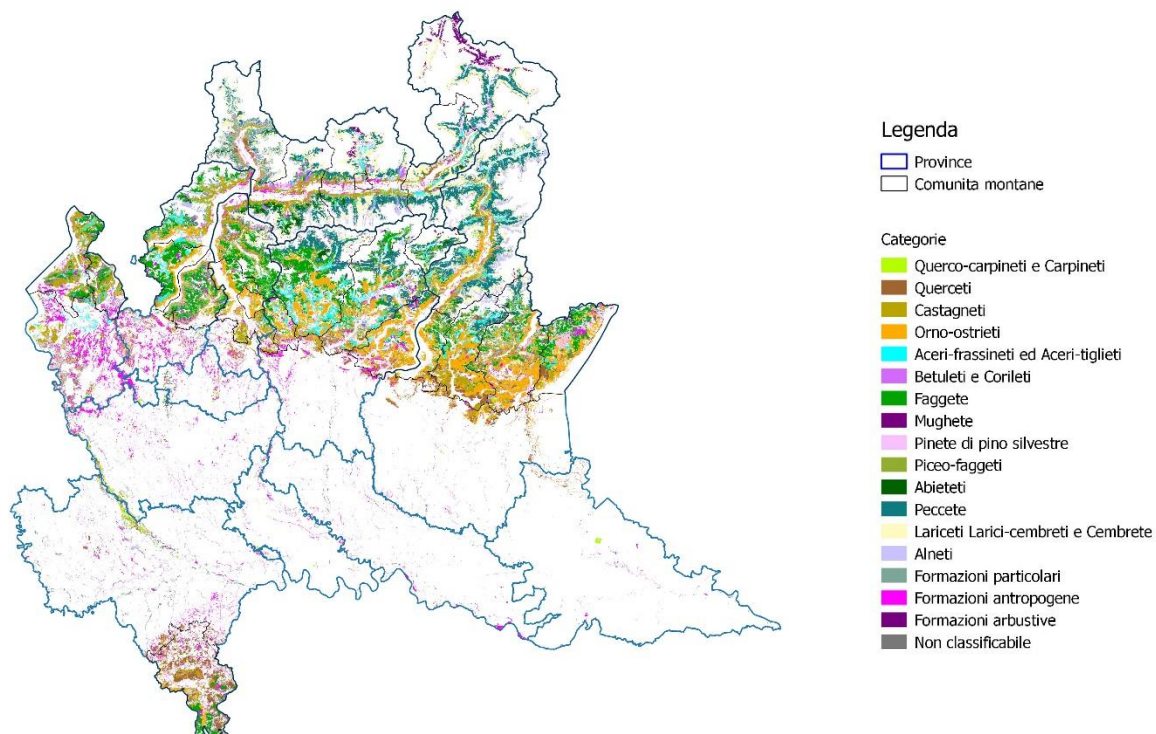 Legenda
Province
Comunita montane
Categorie
Querco-carpineti e Carpineti
Querceti
Castagneti
Orno-ostrieti
Aceri-frassineti ed Aceri-tiglieti
Betuleti e Corileti
Faggete
Mughete
Pinete di pino silvestre
Piceo-faggeti
Abieteti
Peccete
Lariceti Larici-cembreti e Cembrete
Alneti
Formazioni particolari
Formazioni antropogene
Formazioni arbustive
Non classificabile